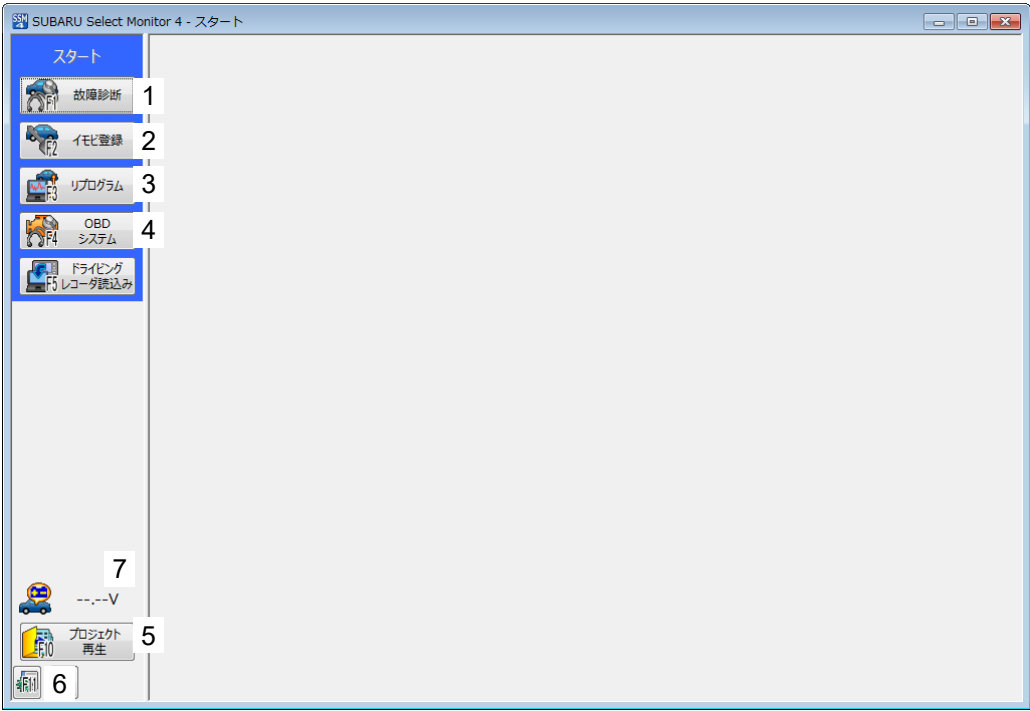 SSM 4 SUBARU Select Monitor 4 - スタート
スタート
F1 故障診断 1
F2 イモビ登録 2
F3 リプログラム 3
F4 OBD
システム 4
F5 ドライビング
レコーダ読込み
7
--.--V
F10 プロジェクト
再生 5
F11 6